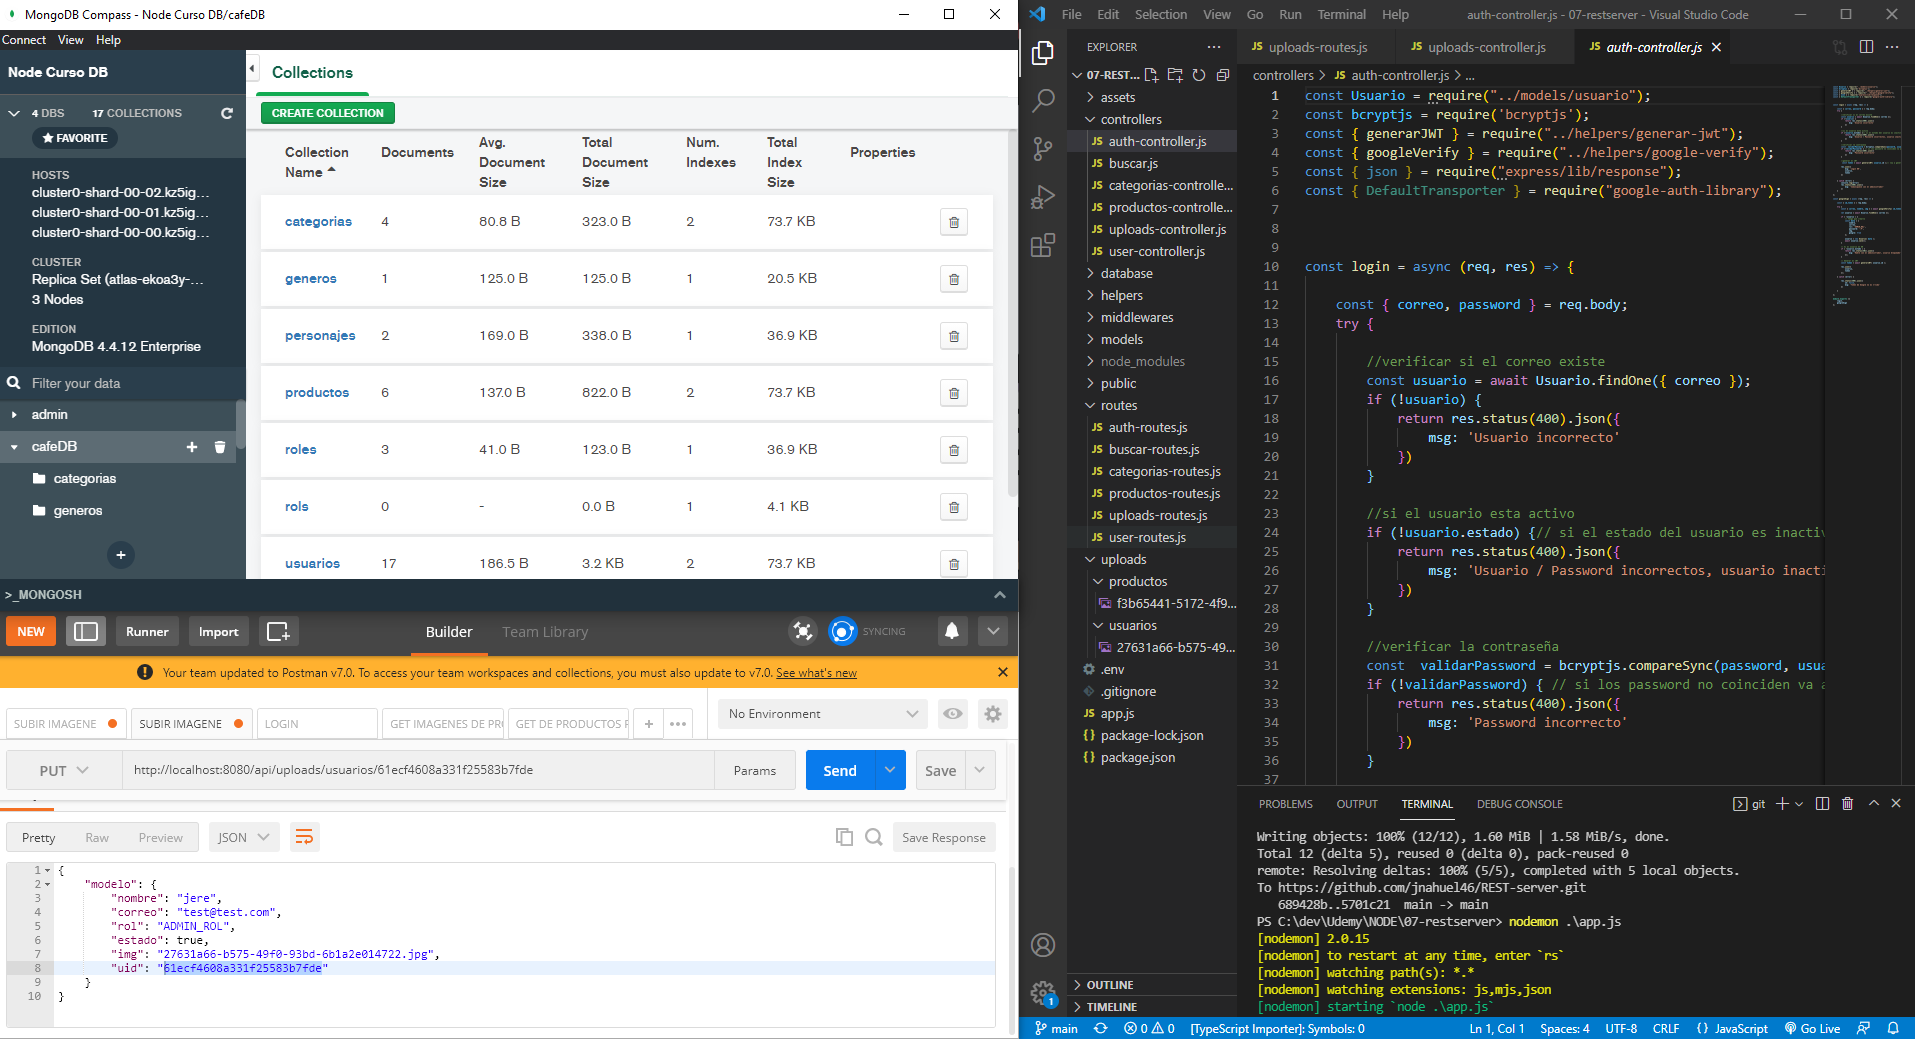 MongoDB Compass - Node Curso DB/cafeDB
Connect View Help
Node Curso DB
4 DBS 17 COLLECTIONS
FAVORITE
HOSTS
cluster0-shard-00-02.kz5ig...
cluster0-shard-00-01.kz5ig...
cluster0-shard-00-00.kz5ig...
CLUSTER
Replica Set (atlas-ekoa3y-...
3 Nodes
EDITION
MongoDB 4.4.12 Enterprise
Filter your data
admin
cafeDB
categorias
generos
Collections
CREATE COLLECTION
Collection Name Documents Avg. Document Size Total Document Size Num. Indexes Total Index Size Properties
categorias 4 80.8 B 323.0 B 2 73.7 KB
generos 1 125.0 B 125.0 B 1 20.5 KB
personajes 2 169.0 B 338.0 B 1 36.9 KB
productos 6 137.0 B 822.0 B 2 73.7 KB
roles 3 41.0 B 123.0 B 1 36.9 KB
rols 0 - 0.0 B 1 4.1 KB
usuarios 17 186.5 B 3.2 KB 2 73.7 KB
>_MONGOSH
NEW Runner Import Builder Team Library SYNCING
Your team updated to Postman v7.0. To access your team workspaces and collections, you must also update to v7.0. See what's new
SUBIR IMAGENE SUBIR IMAGENE LOGIN GET IMAGENES DE PR GET DE PRODUCTOS No Environment
PUT http://localhost:8080/api/uploads/usuarios/61ecf4608a331f25583b7fde Params Send Save
Pretty Raw Preview JSON Save Response
1 {
2 "modelo": {
3 "nombre": "jere",
4 "correo": "test@test.com",
5 "rol": "ADMIN_ROL",
6 "estado": true,
7 "img": "27631a66-b575-49f0-93bd-6b1a2e014722.jpg",
8 "uid": "61ecf4608a331f25583b7fde"
9 }
10 }
File Edit Selection View Go Run Terminal Help auth-controller.js - 07-restserver - Visual Studio Code
EXPLORER
07-REST...
assets
controllers
JS auth-controller.js
JS buscar.js
JS categorias-controlle...
JS productos-controlle...
JS uploads-controller.js
JS user-controller.js
database
helpers
middlewares
models
node_modules
public
routes
JS auth-routes.js
JS buscar-routes.js
JS categorias-routes.js
JS productos-routes.js
JS uploads-routes.js
JS user-routes.js
uploads
productos
f3b65441-5172-4f9...
usuarios
27631a66-b575-49...
.env
.gitignore
JS app.js
{} package-lock.json
{} package.json
OUTLINE
TIMELINE
JS uploads-routes.js JS uploads-controller.js JS auth-controller.js
controllers > JS auth-controller.js > ...
1 const Usuario = require("../models/usuario");
2 const bcryptjs = require('bcryptjs');
3 const { generarJWT } = require("../helpers/generar-jwt");
4 const { googleVerify } = require("../helpers/google-verify");
5 const { json } = require("express/lib/response");
6 const { DefaultTransporter } = require("google-auth-library");
7
8
9
10 const login = async (req, res) => {
11
12 const { correo, password } = req.body;
13 try {
14
15 //verificar si el correo existe
16 const usuario = await Usuario.findOne({ correo });
17 if (!usuario) {
18 return res.status(400).json({
19 msg: 'Usuario incorrecto'
20 })
21 }
22
23 //si el usuario esta activo
24 if (!usuario.estado) {// si el estado del usuario es inactiv
25 return res.status(400).json({
26 msg: 'Usuario / Password incorrectos, usuario inacti
27 })
28 }
29
30 //verificar la contraseña
31 const validarPassword = bcryptjs.compareSync(password, usua
32 if (!validarPassword) { // si los password no coinciden va a
33 return res.status(400).json({
34 msg: 'Password incorrecto'
35 })
36 }
37
PROBLEMS OUTPUT TERMINAL DEBUG CONSOLE git
Writing objects: 100% (12/12), 1.60 MiB | 1.58 MiB/s, done.
Total 12 (delta 5), reused 0 (delta 0), pack-reused 0
remote: Resolving deltas: 100% (5/5), completed with 5 local objects.
To https://github.com/jnahuel46/REST-server.git
689428b..5701c21 main -> main
PS C:\dev\Udemy\NODE\07-restserver> nodemon .\app.js
[nodemon] 2.0.15
[nodemon] to restart at any time, enter `rs`
[nodemon] watching path(s): *.*
[nodemon] watching extensions: js,mjs,json
[nodemon] starting `node .\app.js`
1
main 0 0 [TypeScript Importer]: Symbols: 0 Ln 1, Col 1 Spaces: 4 UTF-8 CRLF {} JavaScript Go Live